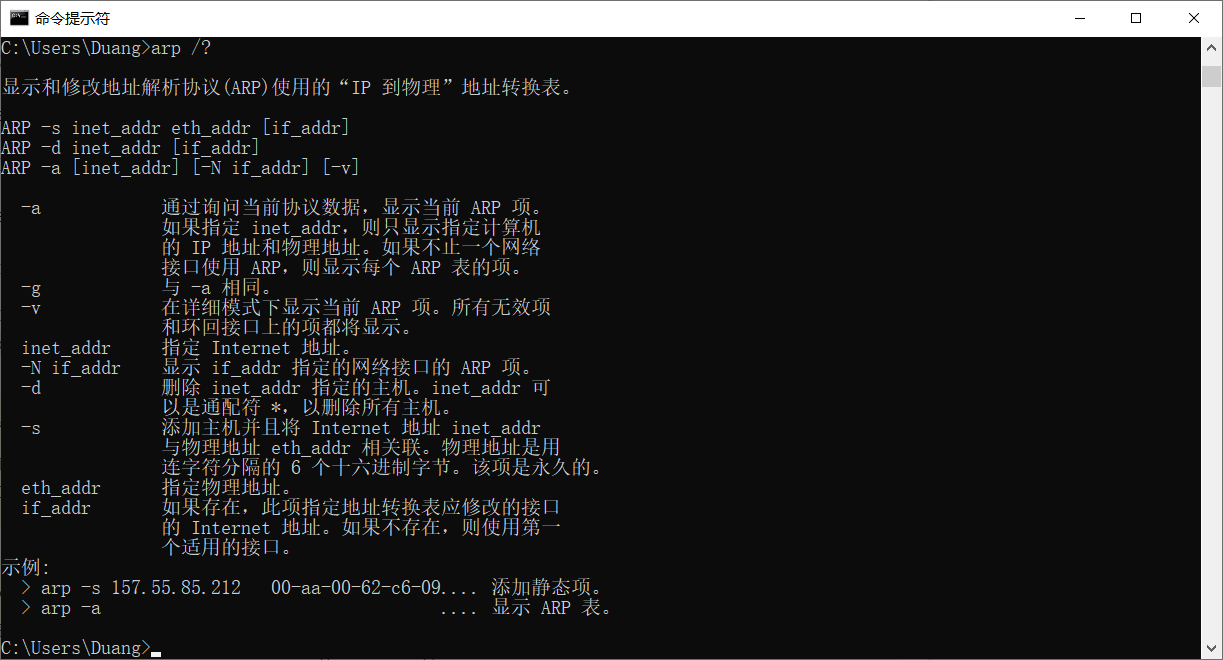 命令提示符
C:\Users\Duang>arp /?
显示和修改地址解析协议(ARP)使用的“IP 到物理”地址转换表。
ARP -s inet_addr eth_addr [if_addr]
ARP -d inet_addr [if_addr]
ARP -a [inet_addr] [-N if_addr] [-v]
-a 通过询问当前协议数据，显示当前 ARP 项。
如果指定 inet_addr，则只显示指定计算机
的 IP 地址和物理地址。如果不止一个网络
接口使用 ARP，则显示每个 ARP 表的项。
-g 与 -a 相同。
-v 在详细模式下显示当前 ARP 项。所有无效项
和环回接口上的项都将显示。
inet_addr 指定 Internet 地址。
-N if_addr 显示 if_addr 指定的网络接口的 ARP 项。
-d 删除 inet_addr 指定的主机。inet_addr 可
以是通配符 *，以删除所有主机。
-s 添加主机并且将 Internet 地址 inet_addr
与物理地址 eth_addr 相关联。物理地址是用
连字符分隔的 6 个十六进制字节。该项是永久的。
eth_addr 指定物理地址。
if_addr 如果存在，此项指定地址转换表应修改的接口
的 Internet 地址。如果不存在，则使用第一
个适用的接口。
示例:
> arp -s 157.55.85.212 00-aa-00-62-c6-09.... 添加静态项。
> arp -a .... 显示 ARP 表。
C:\Users\Duang>